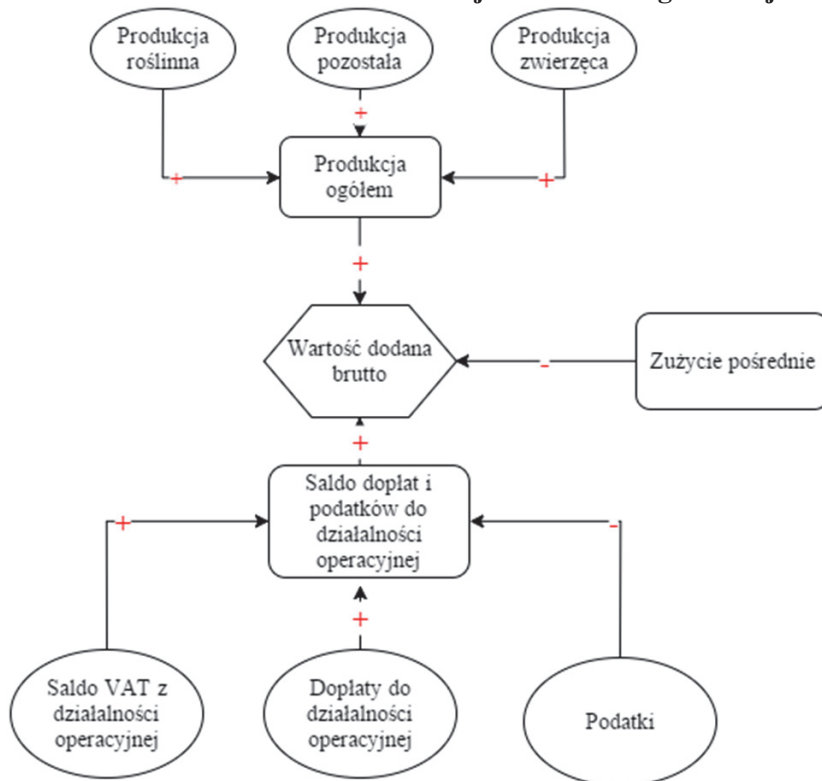 Produkcja
roślinna
Produkcja
pozostała
Produkcja
zwierzęca
+
+
+
Produkcja
ogółem
+
Wartość dodana
brutto
-
Zużycie pośrednie
+
Saldo dopłat i
podatków do
działalności
operacyjnej
+
-
+
Saldo VAT z
działalności
operacyjnej
Dopłaty do
działalności
operacyjnej
Podatki